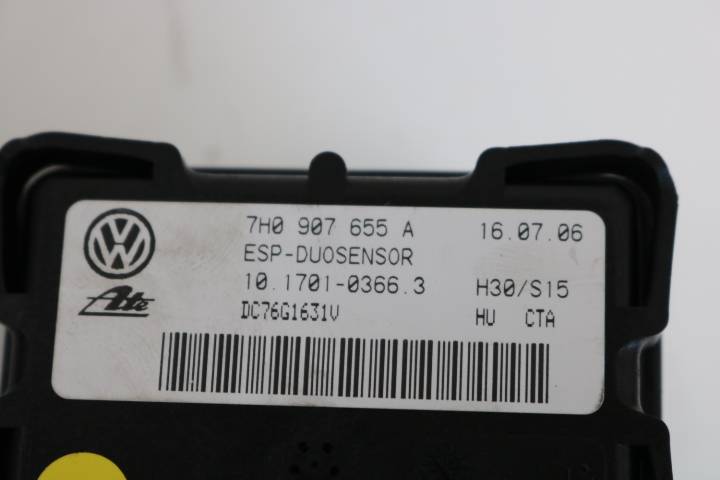 7H0 907 655 A 16.07.06
ESP-DUOSENSOR
10.1701-0366.3 H30/S15
Ate DC76G1631V HU CTA